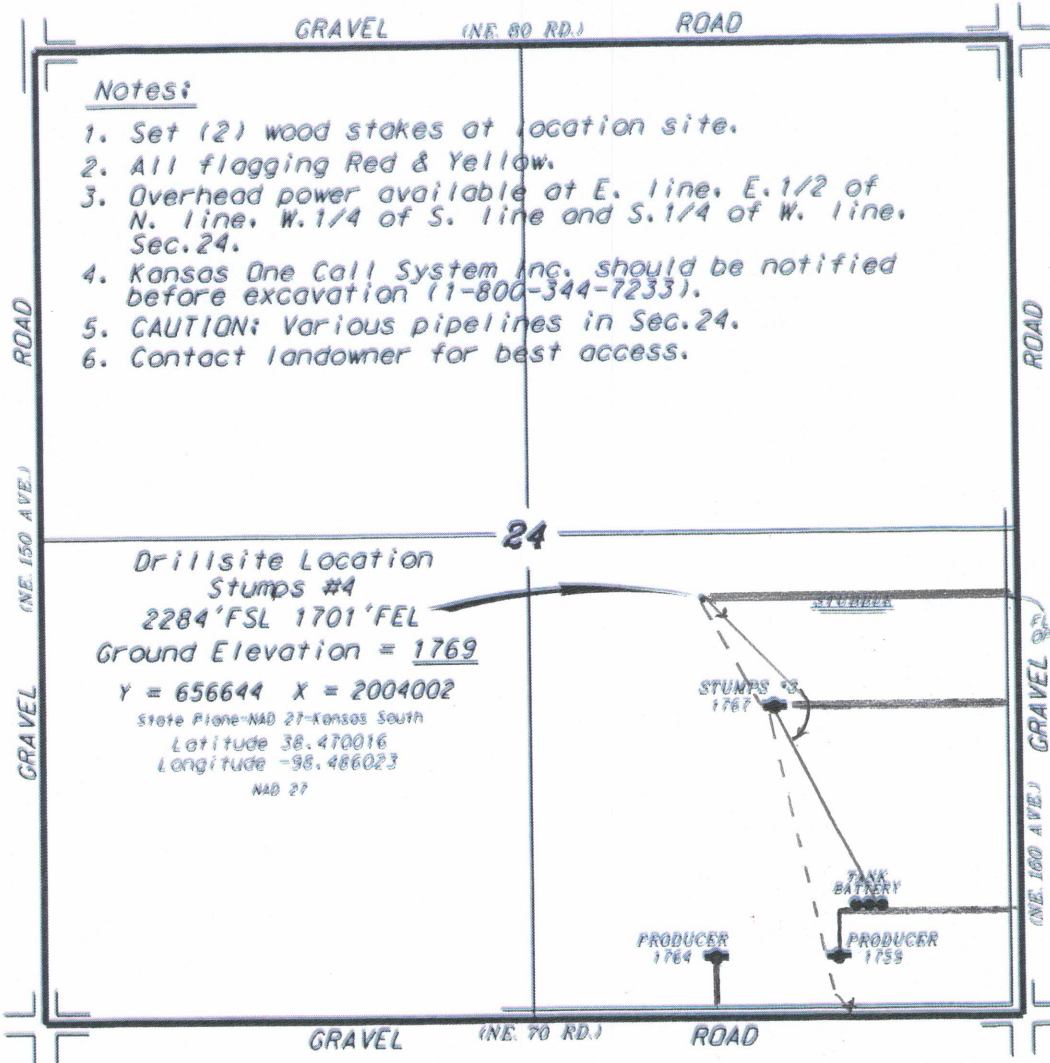 GRAVEL (NE. 80 RD.) ROAD
Notes:
1. Set (2) wood stakes at location site.
2. All flagging Red & Yellow.
3. Overhead power available at E. line, E.1/2 of
N. line, W.1/4 of S. line and S.1/4 of W. line,
Sec.24.
4. Kansas One Call System Inc. should be notified
before excavation (1-800-344-7233).
5. CAUTION: Various pipelines in Sec.24.
6. Contact landowner for best access.
GRAVEL (NE. 150 AVE.) ROAD
24
Drillsite Location
Stumps #4
2284'FSL 1701'FEL
Ground Elevation = 1769
Y = 656644 X = 2004002
State Plane-NAD 27-Kansas South
Latitude 38.470016
Longitude -98.486023
NAD 27
STUBBLE
STUMPS #3
1767
TANK
BATTERY
PRODUCER
1764
PRODUCER
GRAVEL (NE. 160 AVE.) ROAD
GRAVEL (NE. 70 RD.) ROAD